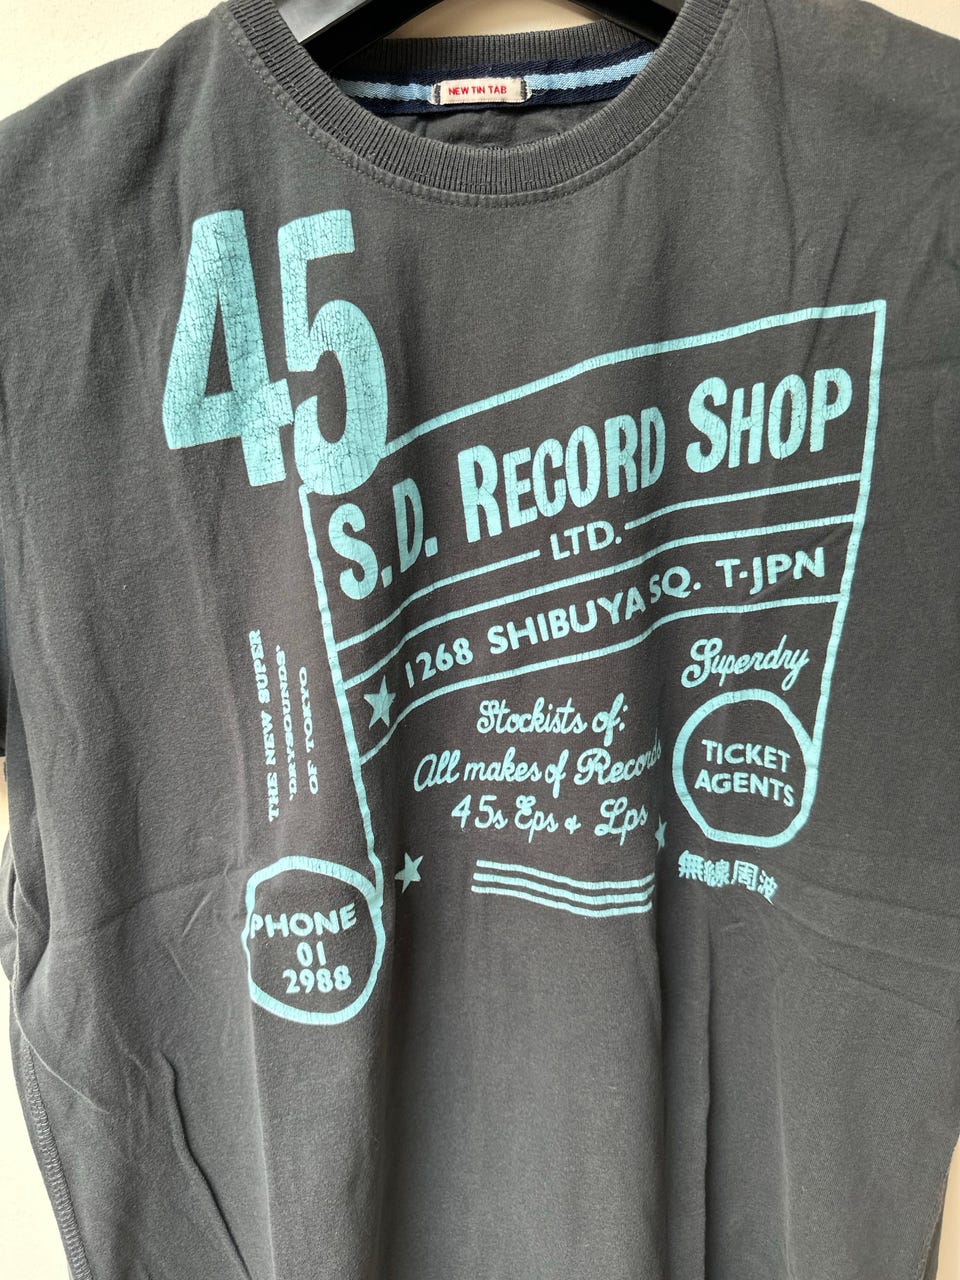 NEW TIN TAB
45
S.D. RECORD SHOP
LTD.
1268 SHIBUYA SQ. T-JPN
Superdry
Stockists of:
All makes of Records
45s Eps & Lps
TICKET
AGENTS
無線周波
THE NEW SUPER
'DRYSOUNDS'
OF TOKYO
PHONE
01
2988